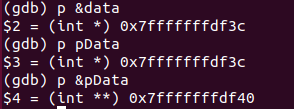 (gdb) p &data
$2 = (int *) 0x7fffffffdf3c
(gdb) p pData
$3 = (int *) 0x7fffffffdf3c
(gdb) p &pData
$4 = (int **) 0x7fffffffdf40